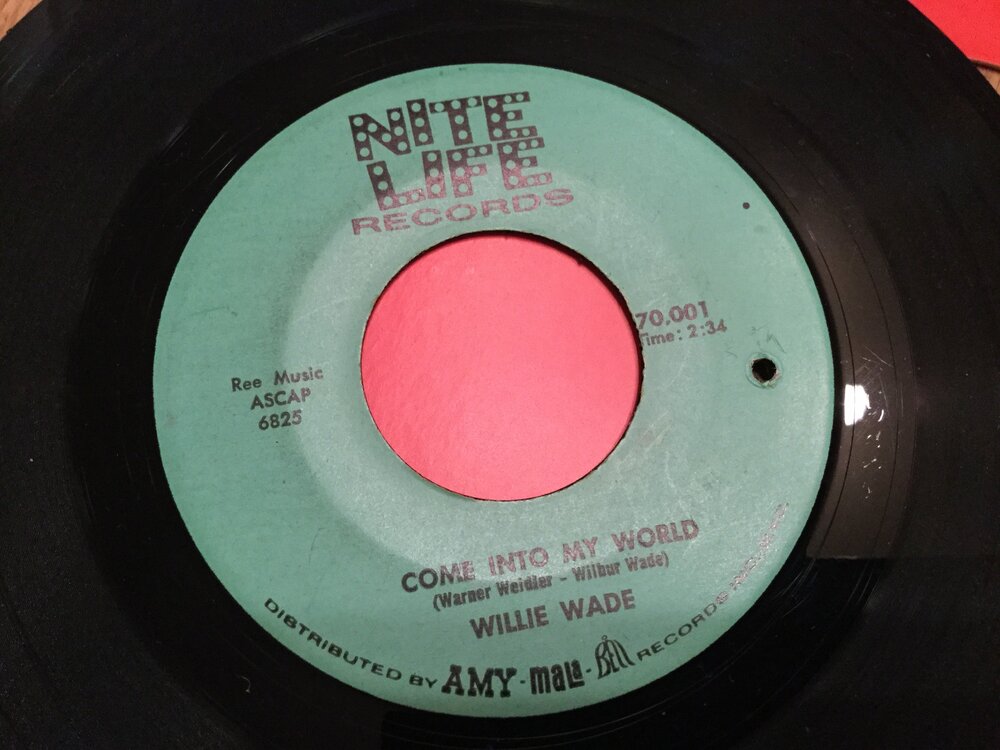 NITE
LIFE
RECORDS
70.001
Time: 2:34
Ree Music
ASCAP
6825
COME INTO MY WORLD
(Warner Weidler - Wilbur Wade)
WILLIE WADE
DISTRIBUTED BY AMY - mala - BELL RECORDS